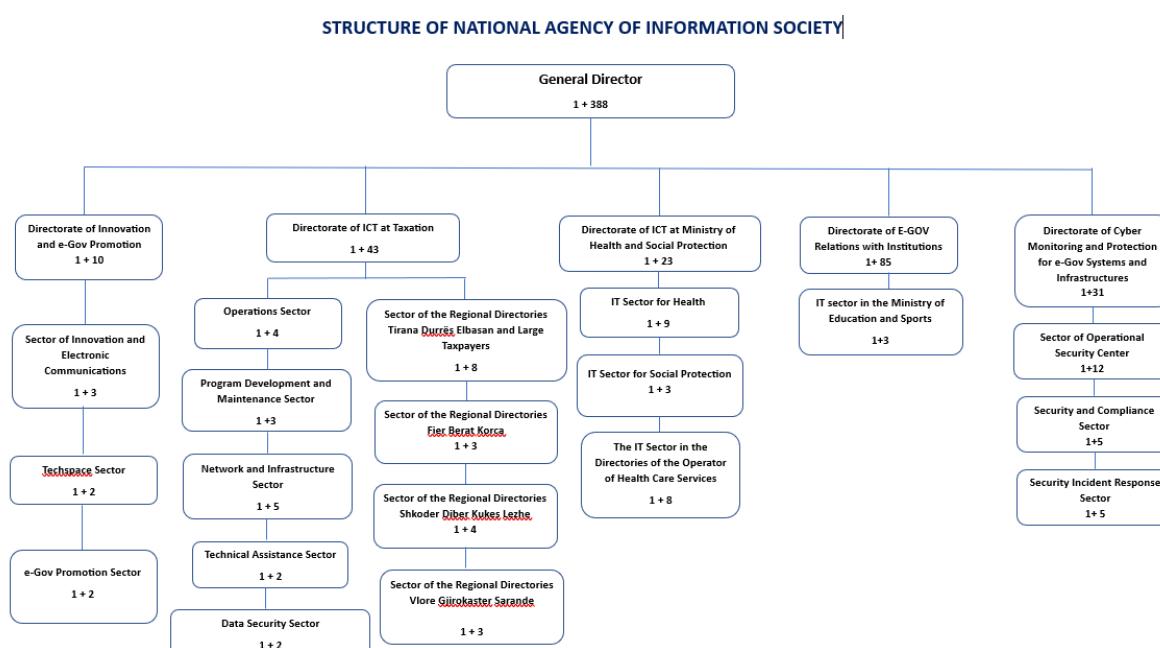 STRUCTURE OF NATIONAL AGENCY OF INFORMATION SOCIETY
General Director
1 + 388
Directorate of Innovation
and e-Gov Promotion
1 + 10
Sector of Innovation and
Electronic
Communications
1 + 3
Techspace Sector
1 + 2
e-Gov Promotion Sector
1 + 2
Directorate of ICT at Taxation
1 + 43
Operations Sector
1 + 4
Program Development and
Maintenance Sector
1 +3
Network and Infrastructure
Sector
1 + 5
Technical Assistance Sector
1 + 2
Data Security Sector
1 + 2
Sector of the Regional Directories
Tirana Durrës Elbasan and Large
Taxpayers
1 + 8
Sector of the Regional Directories
Fier Berat Korca
1 + 3
Sector of the Regional Directories
Shkoder Diber Kukes Lezhe
1 + 4
Sector of the Regional Directories
Vlore Gjirokaster Sarande
1 + 3
Directorate of ICT at Ministry of
Health and Social Protection
1 + 23
IT Sector for Health
1 + 9
IT Sector for Social Protection
1 + 3
The IT Sector in the
Directories of the Operator
of Health Care Services
1 + 8
Directorate of E-GOV
Relations with Institutions
1+ 85
IT sector in the Ministry of
Education and Sports
1+3
Directorate of Cyber
Monitoring and Protection
for e-Gov Systems and
Infrastructures
1+31
Sector of Operational
Security Center
1+12
Security and Compliance
Sector
1+5
Security Incident Response
Sector
1+ 5